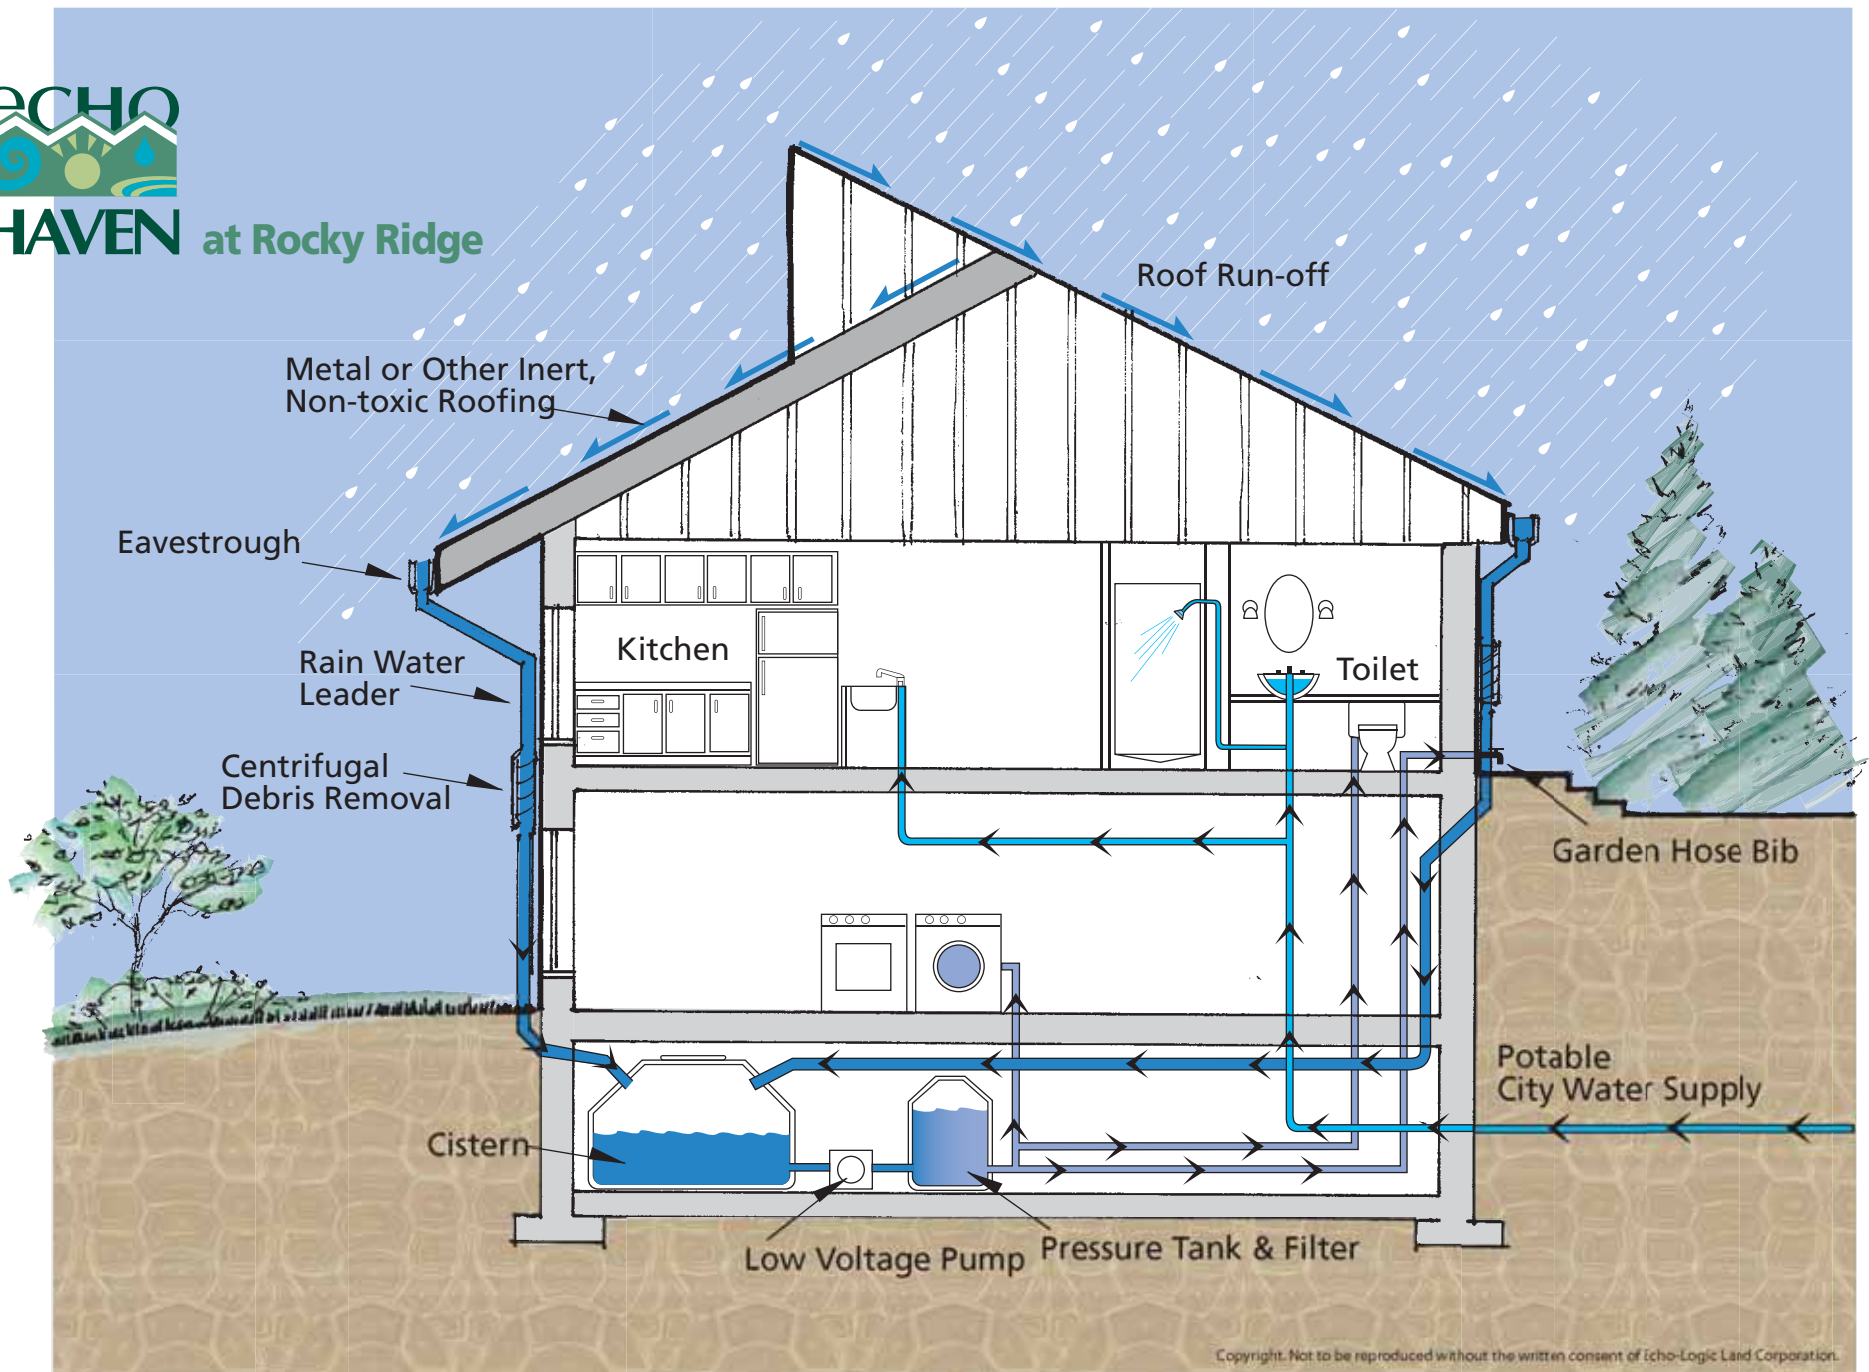 eCHO
HAVEN at Rocky Ridge
Roof Run-off
Metal or Other Inert,
Non-toxic Roofing
Eavestrough
Kitchen
Rain Water
Leader
Toilet
Centrifugal
Debris Removal
Garden Hose Bib
Potable
City Water Supply
Cistern
Low Voltage Pump
Pressure Tank & Filter
Copyright. Not to be reproduced without the written consent of Echo-Logic Land Corporation.